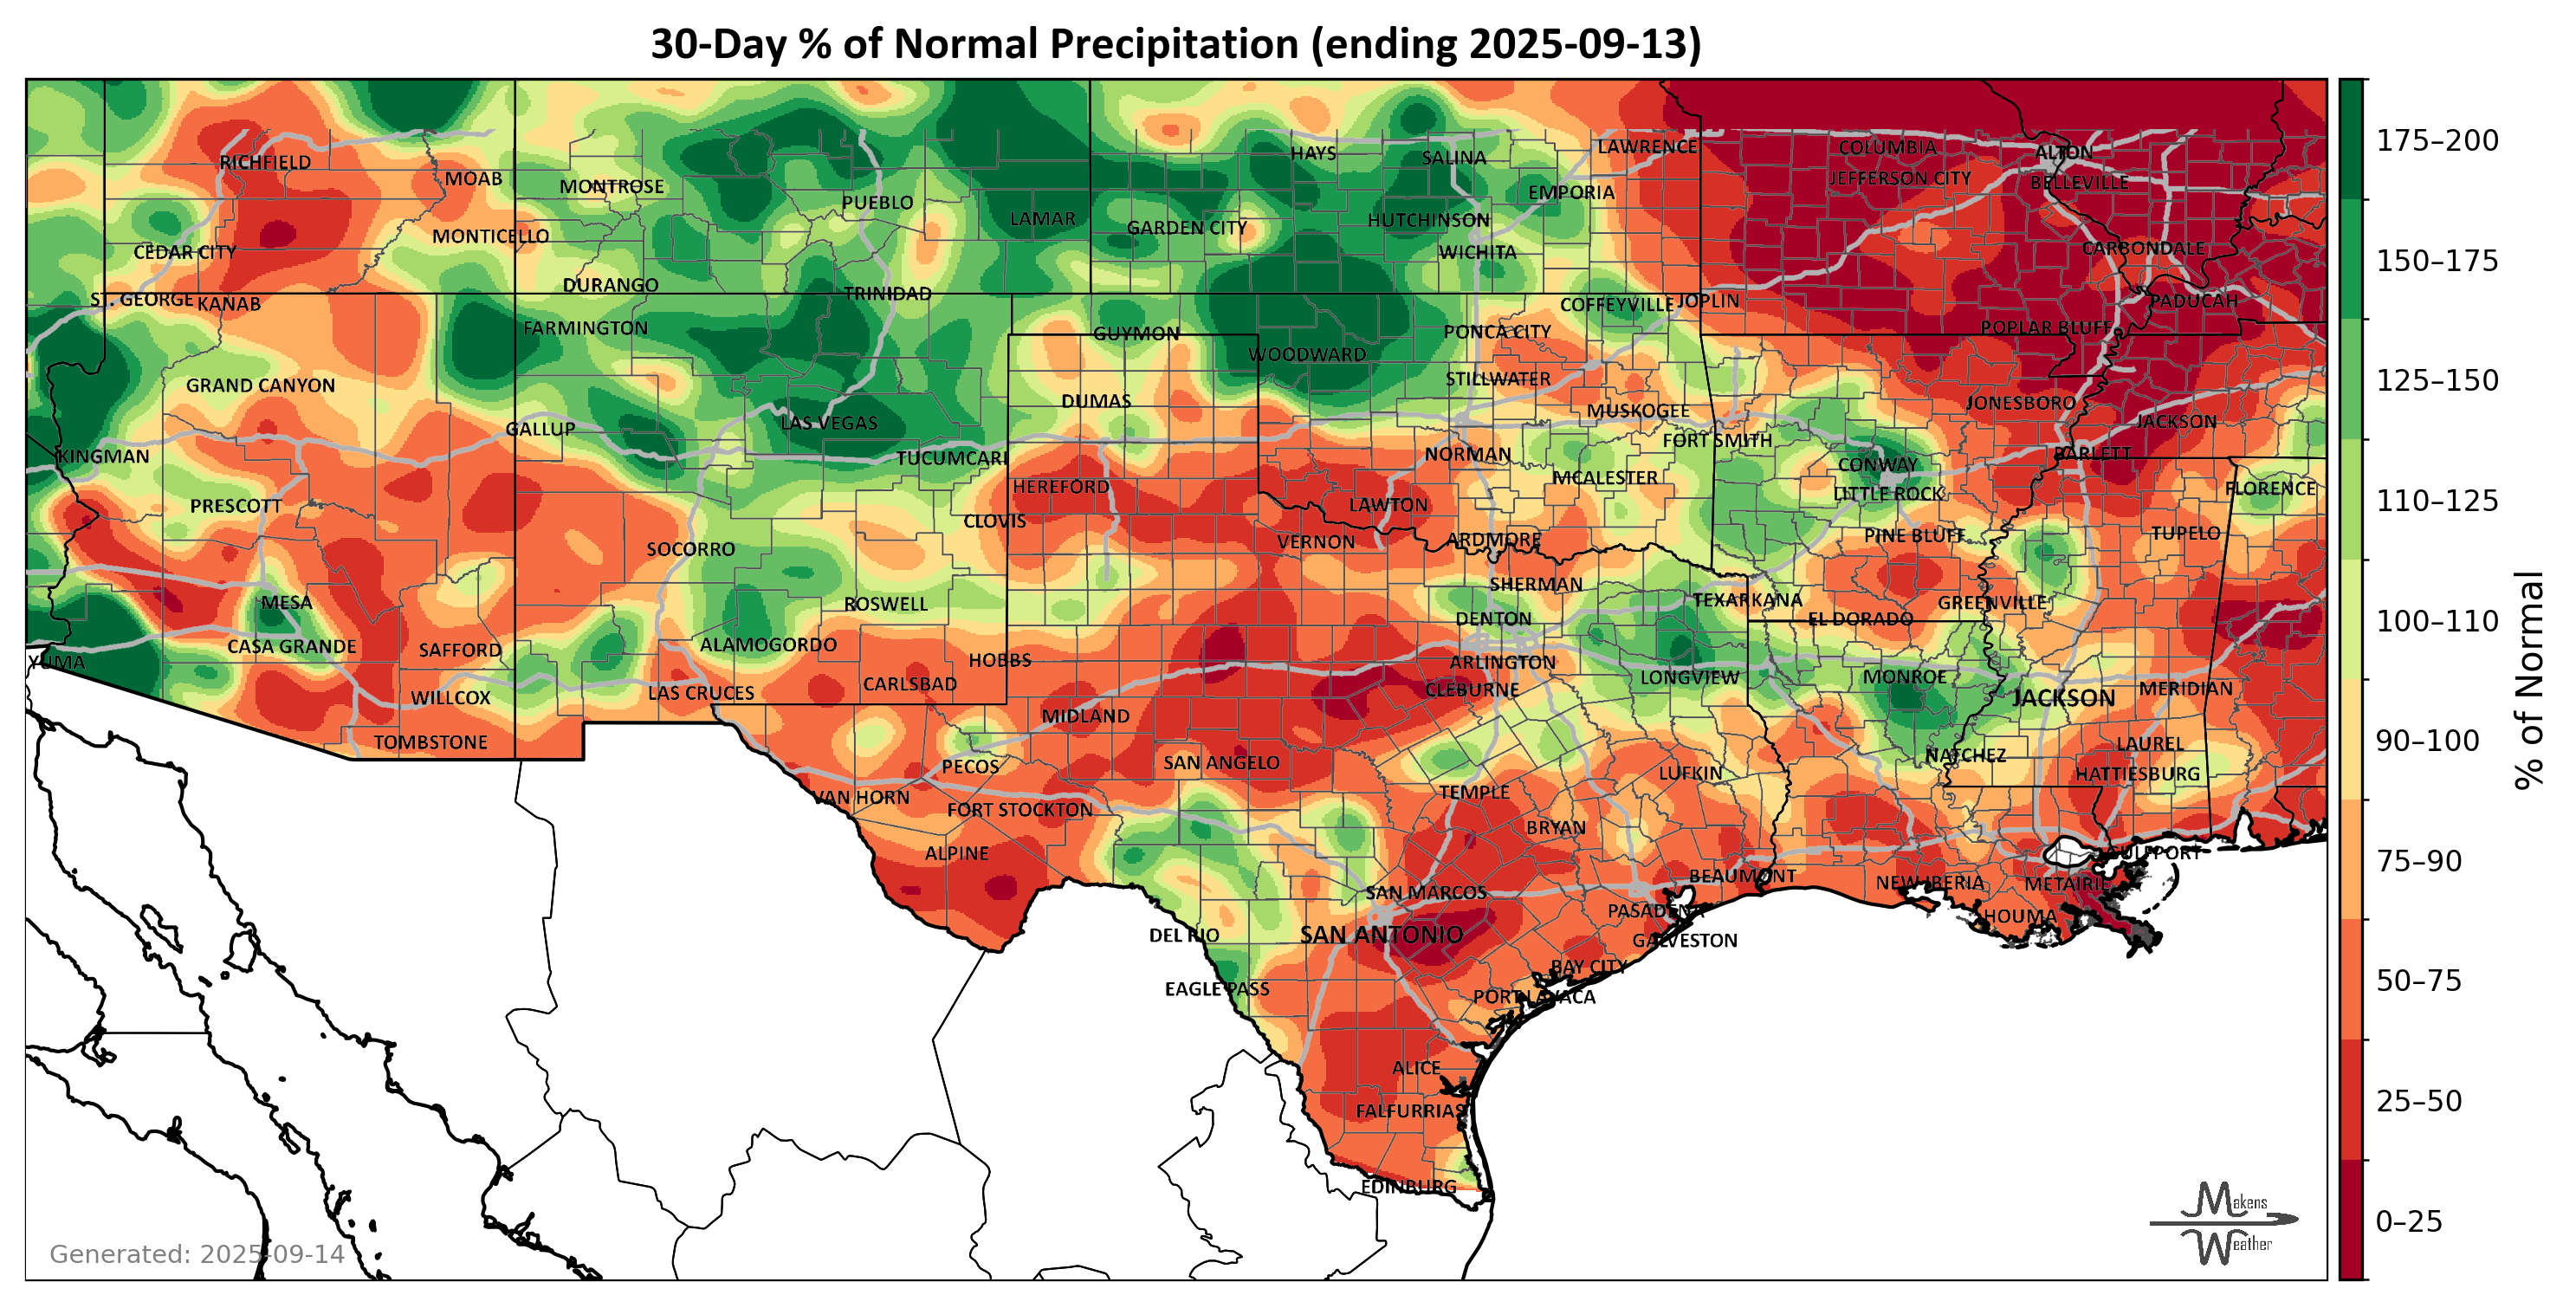 30-Day % of Normal Precipitation (ending 2025-09-13)
RICHFIELD
MOAB
MONTROSE
PUEBLO
LAMAR
HAYS
SALINA
LAWRENCE
COLUMBIA
ALTON
JEFFERSON CITY
BELLEVILLE
EMPORIA
GARDEN CITY
HUTCHINSON
MONTICELLO
CEDAR CITY
WICHITA
CARBONDALE
DURANGO
TRINIDAD
ST. GEORGE
KANAB
COFFEYVILLE
JOPLIN
PADUCAH
FARMINGTON
GUYMON
PONCA CITY
POPLAR BLUFF
WOODWARD
GRAND CANYON
STILLWATER
DUMAS
MUSKOGEE
JONESBORO
LAS VEGAS
JACKSON
GALLUP
FORT SMITH
KINGMAN
TUCUMCARI
NORMAN
BARLETT
CONWAY
HEREFORD
MCALESTER
LITTLE ROCK
FLORENCE
PRESCOTT
LAWTON
CLOVIS
SOCORRO
VERNON
ARDMORE
PINE BLUFF
TUPELO
SHERMAN
MESA
ROSWELL
TEXARKANA
GREENVILLE
DENTON
EL DORADO
CASA GRANDE
SAFFORD
ALAMOGORDO
HOBBS
ARLINGTON
YUMA
LONGVIEW
MONROE
WILLCOX
LAS CRUCES
CARLSBAD
CLEBURNE
JACKSON
MERIDIAN
MIDLAND
TOMBSTONE
LAUREL
PECOS
SAN ANGELO
NATCHEZ
LUFKIN
HATTIESBURG
TEMPLE
VAN HORN
FORT STOCKTON
BRYAN
ALPINE
GULFPORT
SAN MARCOS
BEAUMONT
NEW IBERIA
METAIRIE
PASADENA
HOUMA
DEL RIO
SAN ANTONIO
GALVESTON
BAY CITY
EAGLE PASS
PORT LAVACA
ALICE
FALFURRIAS
EDINBURG
Generated: 2025-09-14
Makens
Weather
175–200
150–175
125–150
110–125
100–110
90–100
75–90
50–75
25–50
0–25
% of Normal